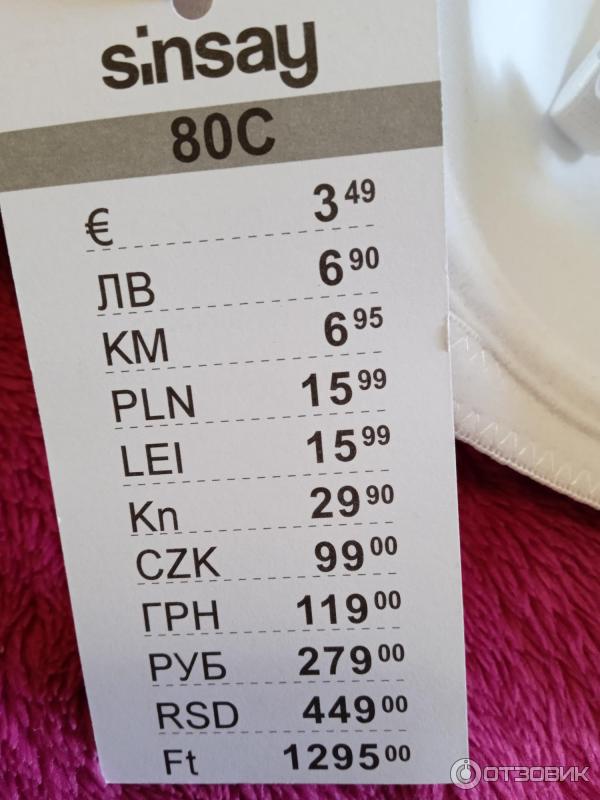 sinsay
80C
€ 3 49
ЛВ 6 90
KM 6 95
PLN 15 99
LEI 15 99
Kn 29 90
CZK 99 00
ГРН 119 00
РУБ 279 00
RSD 449 00
Ft 1295 00
ОТЗОВИК